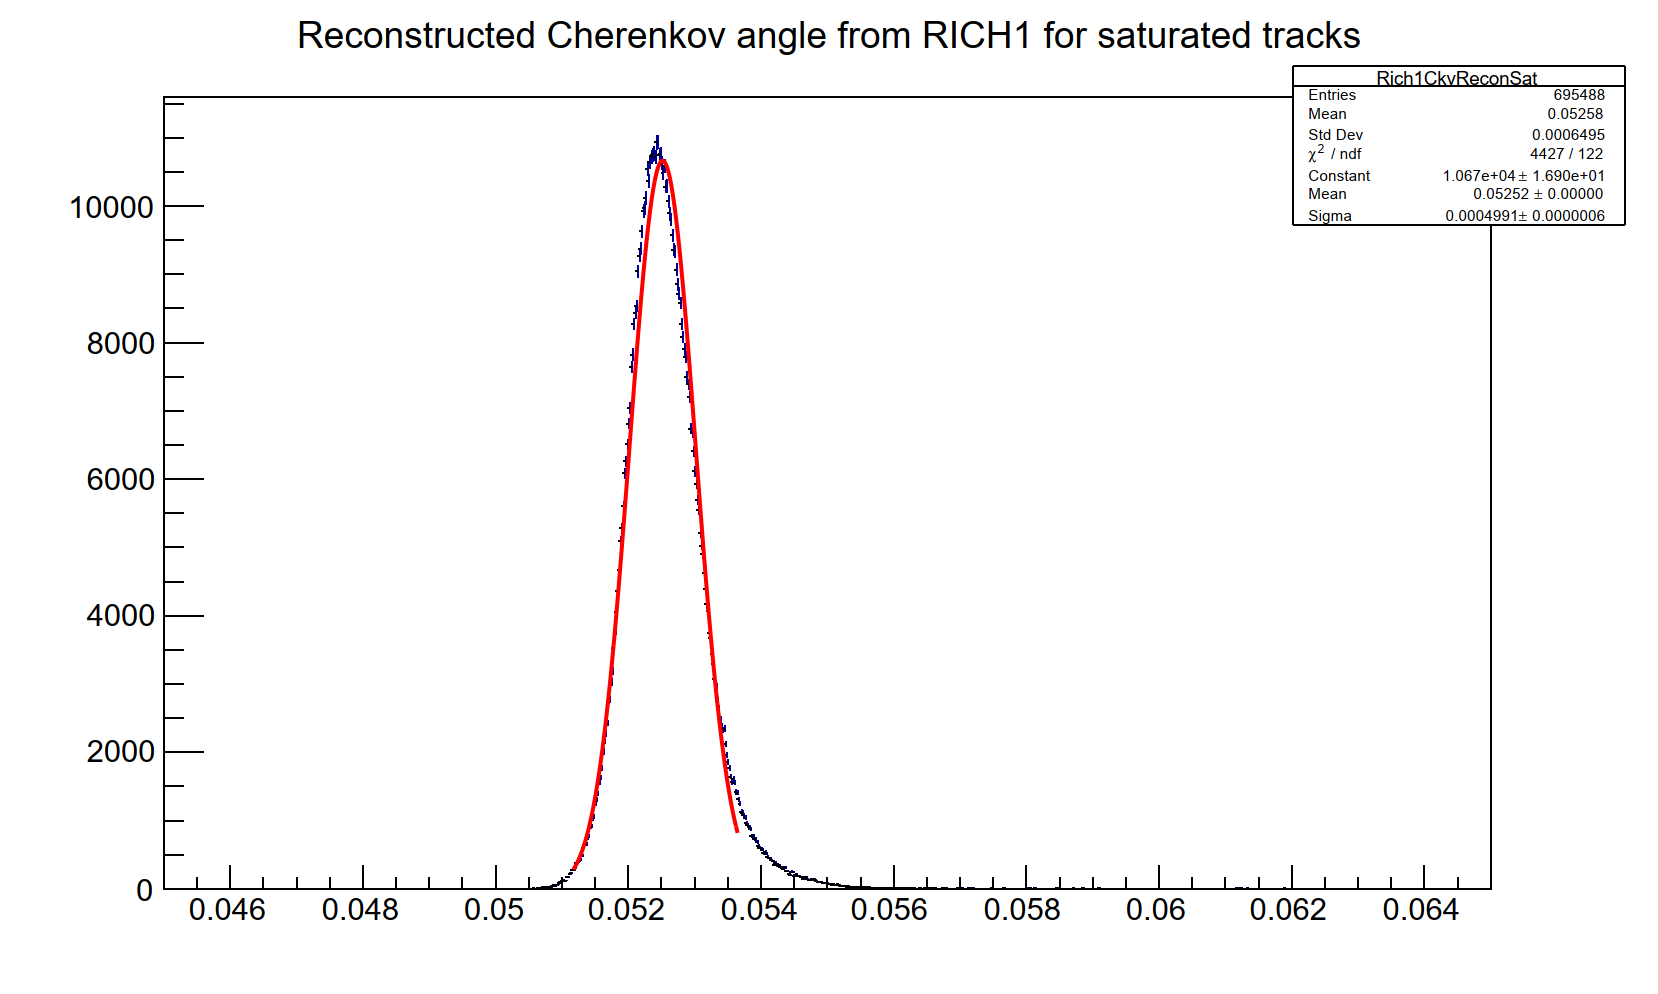 Reconstructed Cherenkov angle from RICH1 for saturated tracks
Rich1CkvReconSat
Entries 695488
Mean 0.05258
Std Dev 0.0006495
χ² / ndf 4427 / 122
Constant 1.067e+04 ± 1.690e+01
Mean 0.05252 ± 0.00000
Sigma 0.0004991± 0.0000006
10000
8000
6000
4000
2000
0
0.046 0.048 0.05 0.052 0.054 0.056 0.058 0.06 0.062 0.064